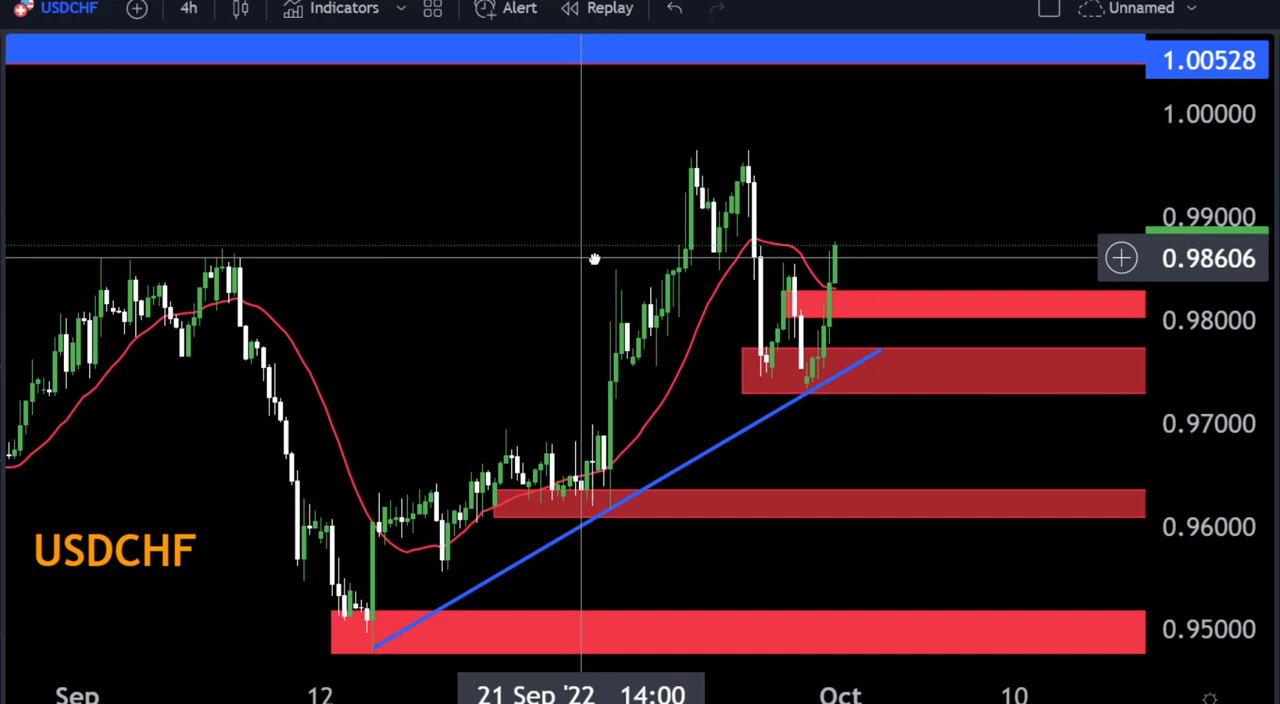 USDCHF 4h Indicators Alert Replay Unnamed
1.00528
1.00000
0.99000
0.98606
0.98000
0.97000
0.96000
USDCHF
0.95000
Sep 12 21 Sep '22 14:00 Oct 10